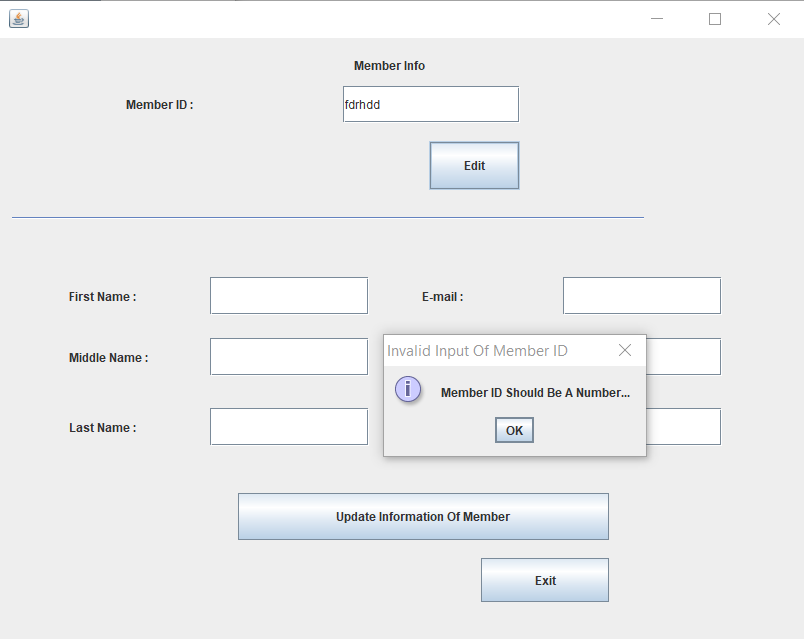 Member Info
Member ID :
fdrhdd
Edit
First Name :
E-mail :
Middle Name :
Invalid Input Of Member ID
Member ID Should Be A Number...
OK
Last Name :
Update Information Of Member
Exit